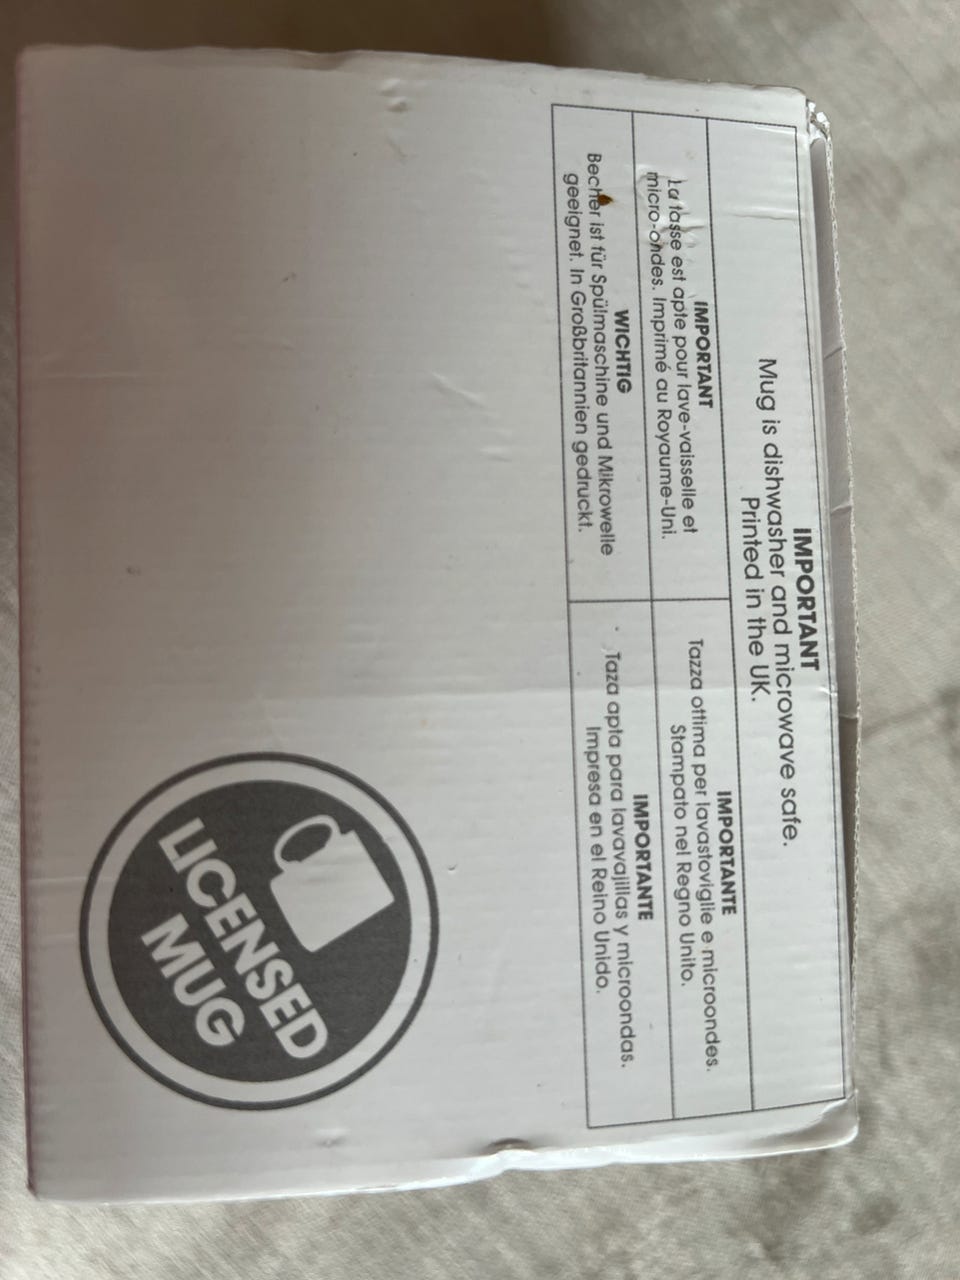 IMPORTANT
Mug is dishwasher and microwave safe.
Printed in the UK.
IMPORTANT
La tasse est apte pour lave-vaisselle et
micro-ondes. Imprimé au Royaume-Uni.
IMPORTANTE
Tazza ottima per lavastoviglie e microondes.
Stampato nel Regno Unito.
WICHTIG
Becher ist für Spülmaschine und Mikrowelle
geeignet. In Großbritannien gedruckt.
IMPORTANTE
Taza apta para lavavajillas y microondas.
Impresa en el Reino Unido.
LICENSED
MUG